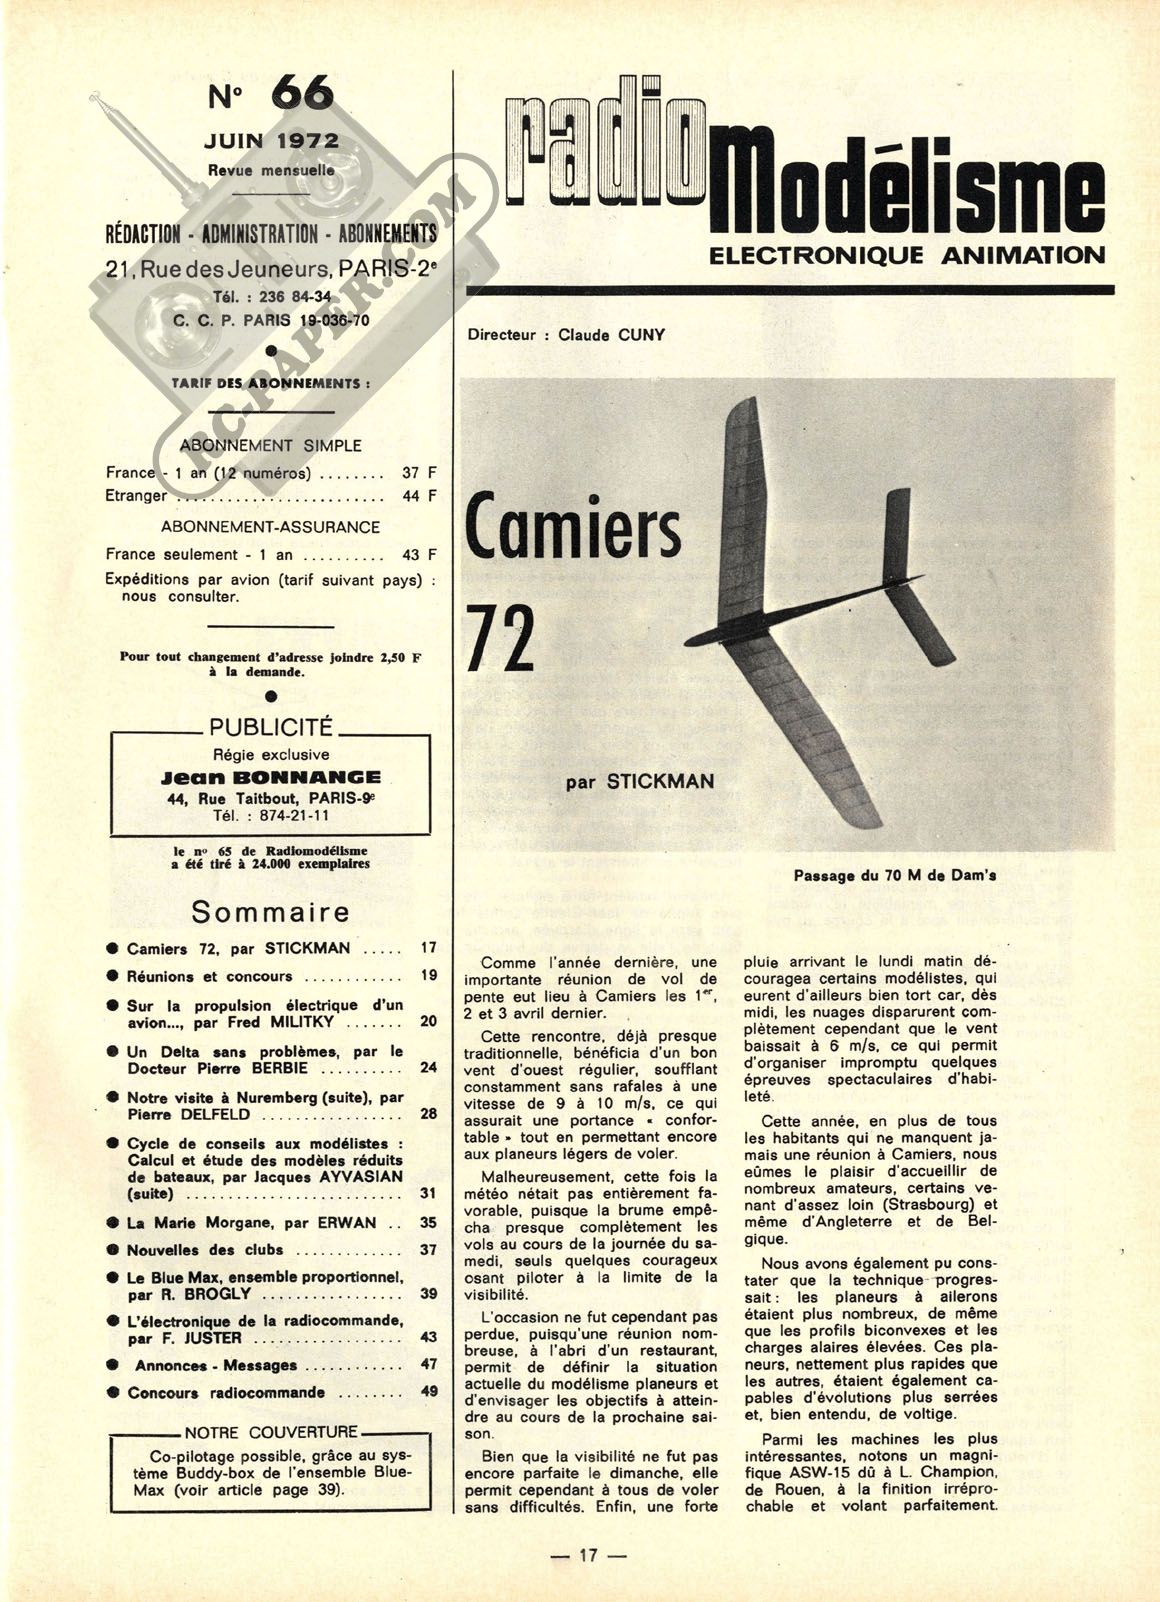 N° 66
JUIN 1972
Revue mensuelle
RÉDACTION - ADMINISTRATION - ABONNEMENTS
21, Rue des Jeuneurs, PARIS-2e
Tél. : 236 84-34
C. C. P. PARIS 19-036-70
TARIF DES ABONNEMENTS :
ABONNEMENT SIMPLE
France - 1 an (12 numéros) ........ 37 F
Etranger ........................ 44 F
ABONNEMENT-ASSURANCE
France seulement - 1 an .......... 43 F
Expéditions par avion (tarif suivant pays) :
nous consulter.
Pour tout changement d'adresse joindre 2,50 F
à la demande.
PUBLICITÉ
Régie exclusive
Jean BONNANGE
44, Rue Taitbout, PARIS-9e
Tél. : 874-21-11
le n° 65 de Radiomodélisme
a été tiré à 24.000 exemplaires
Sommaire
● Camiers 72, par STICKMAN ..... 17
● Réunions et concours ............ 19
● Sur la propulsion électrique d'un
avion..., par Fred MILITKY ....... 20
● Un Delta sans problèmes, par le
Docteur Pierre BERBIE .......... 24
● Notre visite à Nuremberg (suite), par
Pierre DELFELD ................ 28
● Cycle de conseils aux modélistes :
Calcul et étude des modèles réduits
de bateaux, par Jacques AYVASIAN
(suite) .......................... 31
● La Marie Morgane, par ERWAN .. 35
● Nouvelles des clubs ............. 37
● Le Blue Max, ensemble proportionnel,
par R. BROGLY ................. 39
● L'électronique de la radiocommande,
par F. JUSTER .................. 43
● Annonces - Messages ............ 47
● Concours radiocommande ........ 49
NOTRE COUVERTURE
Co-pilotage possible, grâce au sys-
tème Buddy-box de l'ensemble Blue-
Max (voir article page 39).
RC-PAPER.COM
radio Modélisme
ELECTRONIQUE ANIMATION
Directeur : Claude CUNY
Camiers
72
par STICKMAN
Passage du 70 M de Dam's
Comme l'année dernière, une
importante réunion de vol de
pente eut lieu à Camiers les 1er,
2 et 3 avril dernier.
Cette rencontre, déjà presque
traditionnelle, bénéficia d'un bon
vent d'ouest régulier, soufflant
constamment sans rafales à une
vitesse de 9 à 10 m/s, ce qui
assurait une portance « confor-
table » tout en permettant encore
aux planeurs légers de voler.
Malheureusement, cette fois la
météo nétait pas entièrement fa-
vorable, puisque la brume empê-
cha presque complètement les
vols au cours de la journée du sa-
medi, seuls quelques courageux
osant piloter à la limite de la
visibilité.
L'occasion ne fut cependant pas
perdue, puisqu'une réunion nom-
breuse, à l'abri d'un restaurant,
permit de définir la situation
actuelle du modélisme planeurs et
d'envisager les objectifs à attein-
dre au cours de la prochaine sai-
son.
Bien que la visibilité ne fut pas
encore parfaite le dimanche, elle
permit cependant à tous de voler
sans difficultés. Enfin, une forte
pluie arrivant le lundi matin dé-
couragea certains modélistes, qui
eurent d'ailleurs bien tort car, dès
midi, les nuages disparurent com-
plètement cependant que le vent
baissait à 6 m/s, ce qui permit
d'organiser impromptu quelques
épreuves spectaculaires d'habi-
leté.
Cette année, en plus de tous
les habitants qui ne manquent ja-
mais une réunion à Camiers, nous
eûmes le plaisir d'accueillir de
nombreux amateurs, certains ve-
nant d'assez loin (Strasbourg) et
même d'Angleterre et de Bel-
gique.
Nous avons également pu cons-
tater que la technique progres-
sait : les planeurs à ailerons
étaient plus nombreux, de même
que les profils biconvexes et les
charges alaires élevées. Ces pla-
neurs, nettement plus rapides que
les autres, étaient également ca-
pables d'évolutions plus serrées
et, bien entendu, de voltige.
Parmi les machines les plus
intéressantes, notons un magni-
fique ASW-15 dû à L. Champion,
de Rouen, à la finition irrépro-
chable et volant parfaitement.
— 17 —